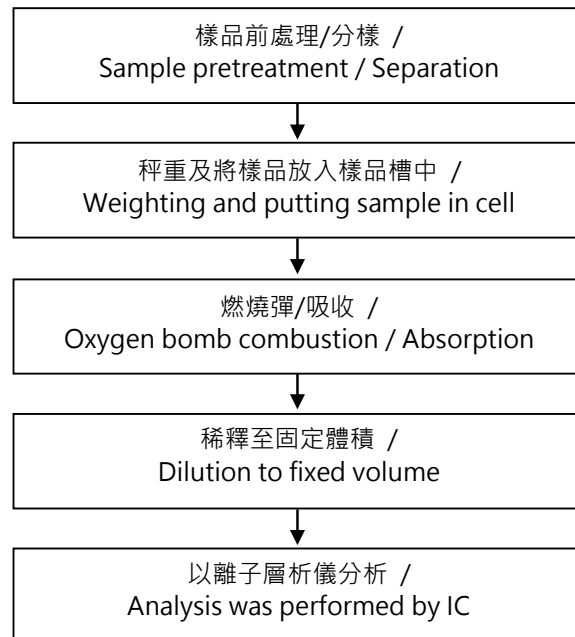 樣品前處理/分樣 /
Sample pretreatment / Separation
秤重及將樣品放入樣品槽中 /
Weighting and putting sample in cell
燃燒彈/吸收 /
Oxygen bomb combustion / Absorption
稀釋至固定體積 /
Dilution to fixed volume
以離子層析儀分析 /
Analysis was performed by IC